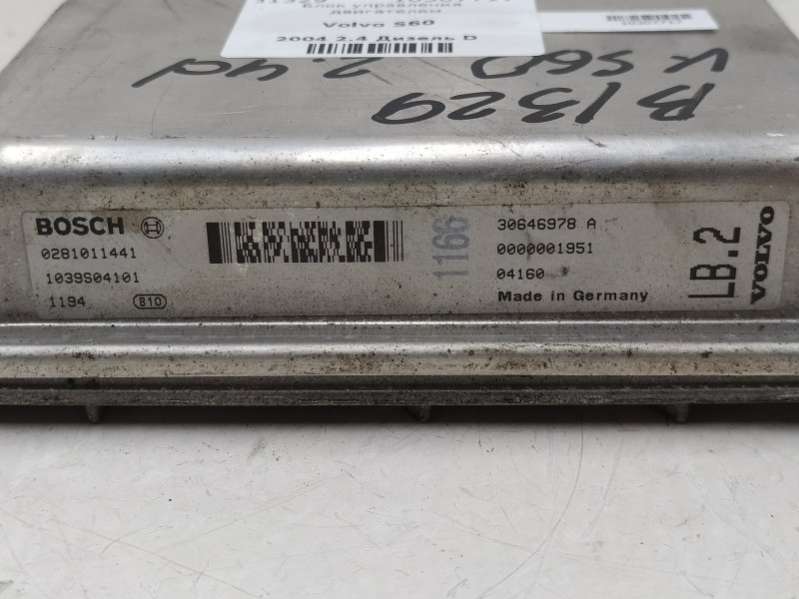 Блок управления
двигателем
Volvo S60
2004 2.4 Дизель D
B1329
V S60 2.4d
BOSCH
0281011441
1039S04101
1194 810
1166
30646978 A
0000001951
04160
Made in Germany
LB.2
VOLVO